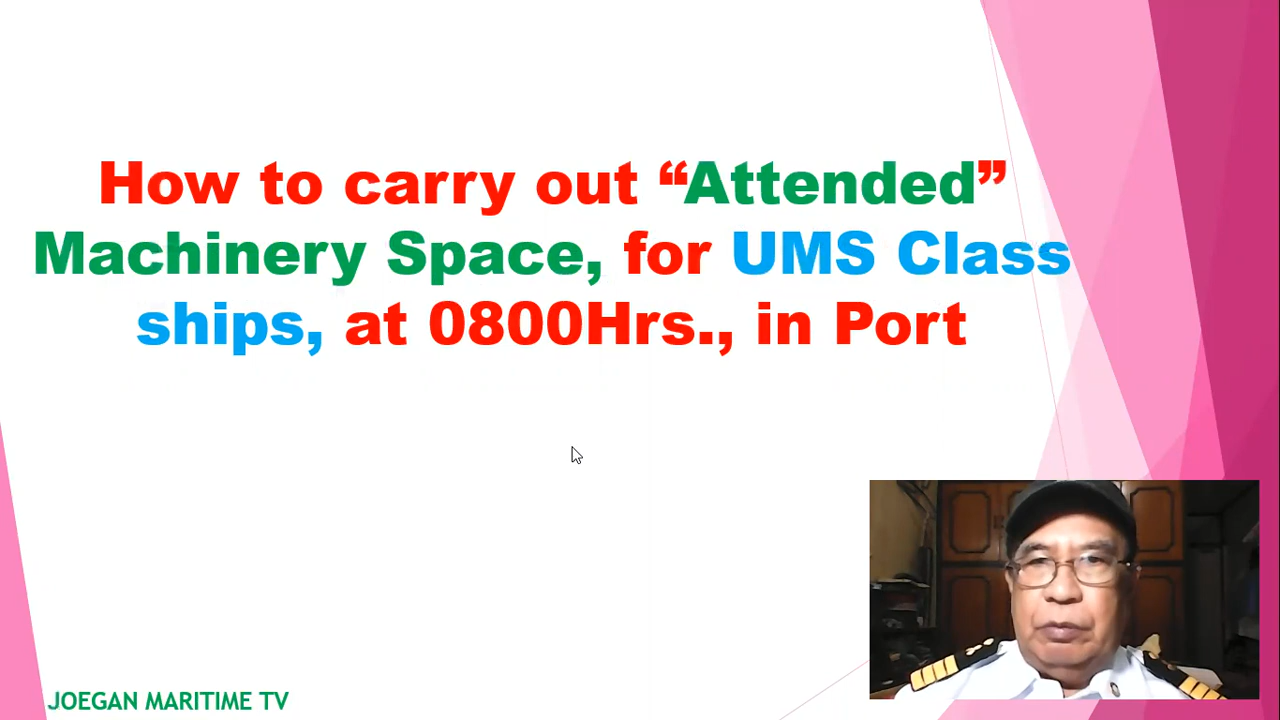 How to carry out “Attended”
Machinery Space, for UMS Class
ships, at 0800Hrs., in Port
JOEGAN MARITIME TV